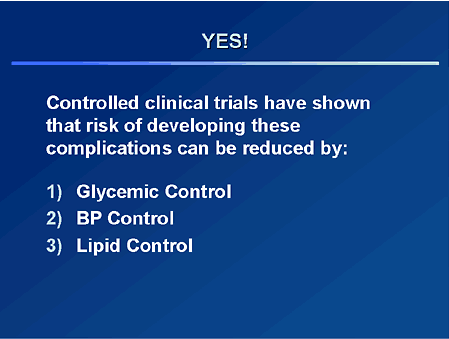 YES!
Controlled clinical trials have shown
that risk of developing these
complications can be reduced by:
1) Glycemic Control
2) BP Control
3) Lipid Control